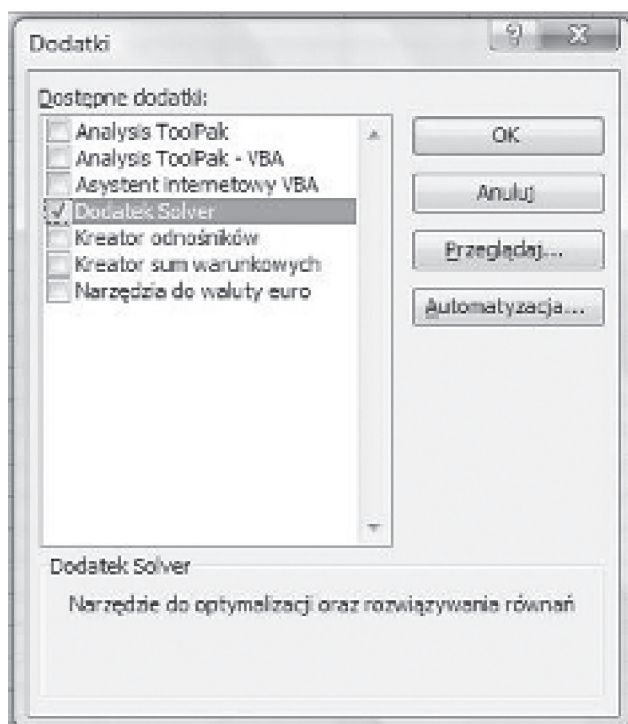 Dodatki
Dostępne dodatki:
Analysis ToolPak
Analysis ToolPak - VBA
Asystent internetowy VBA
Dodatek Solver
Kreator odnośników
Kreator sum warunkowych
Narzędzia do waluty euro
OK
Anuluj
Przeglądaj...
Automatyzacja...
Dodatek Solver
Narzędzie do optymalizacji oraz rozwiązywania równań